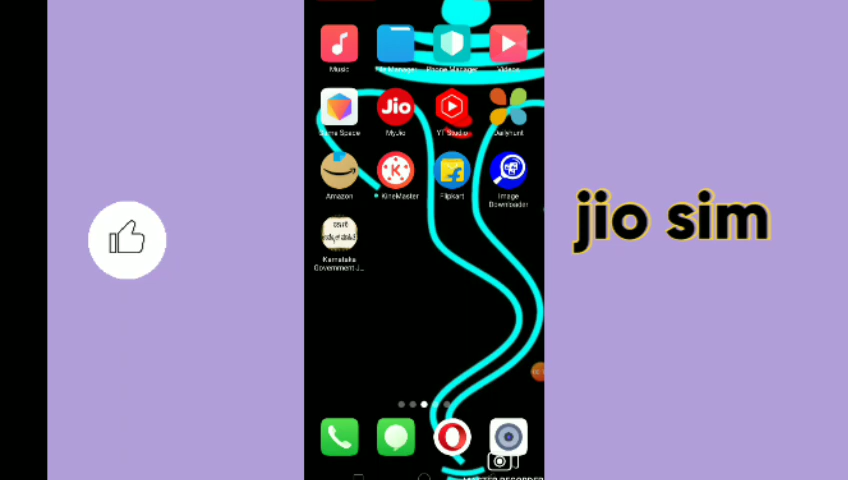 Music
File Manager
Phone Manager
Videos
Game Space
Jio
MyJio
YT Studio
Dailyhunt
Amazon
K
KineMaster
Flipkart
Image
Downloader
Karnataka
Government J...
jio sim